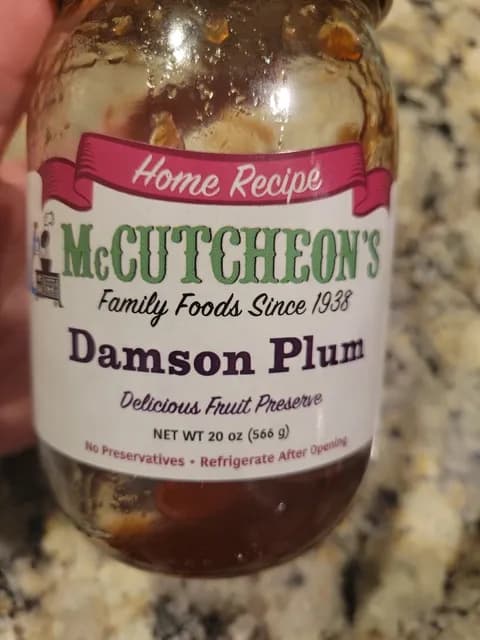 Home Recipe
McCUTCHEON'S
Family Foods Since 1938
Damson Plum
Delicious Fruit Preserve
NET WT 20 oz (566 g)
No Preservatives • Refrigerate After Opening